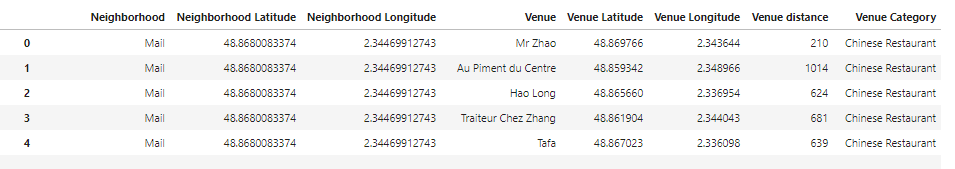 Neighborhood Neighborhood Latitude Neighborhood Longitude Venue Venue Latitude Venue Longitude Venue distance Venue Category
0 Mail 48.8680083374 2.34469912743 Mr Zhao 48.869766 2.343644 210 Chinese Restaurant
1 Mail 48.8680083374 2.34469912743 Au Piment du Centre 48.859342 2.348966 1014 Chinese Restaurant
2 Mail 48.8680083374 2.34469912743 Hao Long 48.865660 2.336954 624 Chinese Restaurant
3 Mail 48.8680083374 2.34469912743 Traiteur Chez Zhang 48.861904 2.344043 681 Chinese Restaurant
4 Mail 48.8680083374 2.34469912743 Tafa 48.867023 2.336098 639 Chinese Restaurant